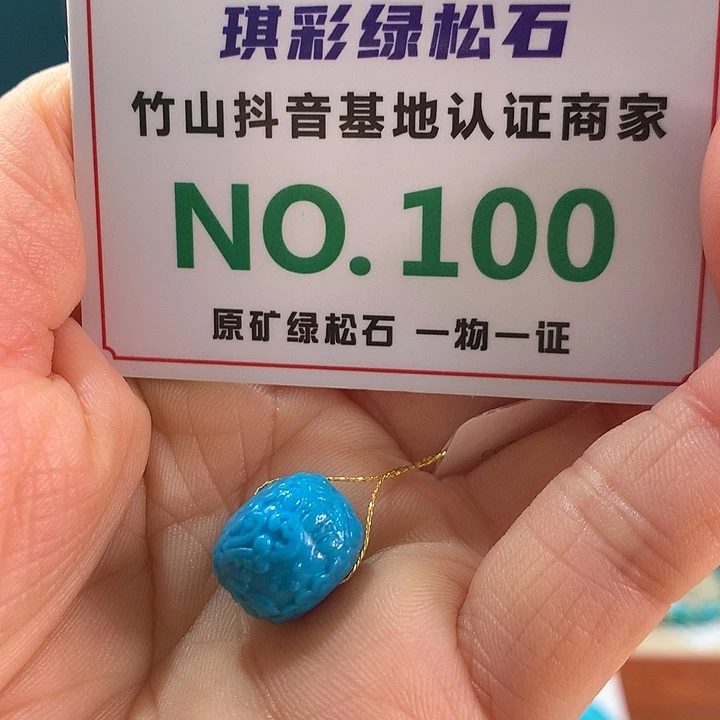 琪彩绿松石
竹山抖音基地认证商家
NO.100
原矿绿松石 一物一证